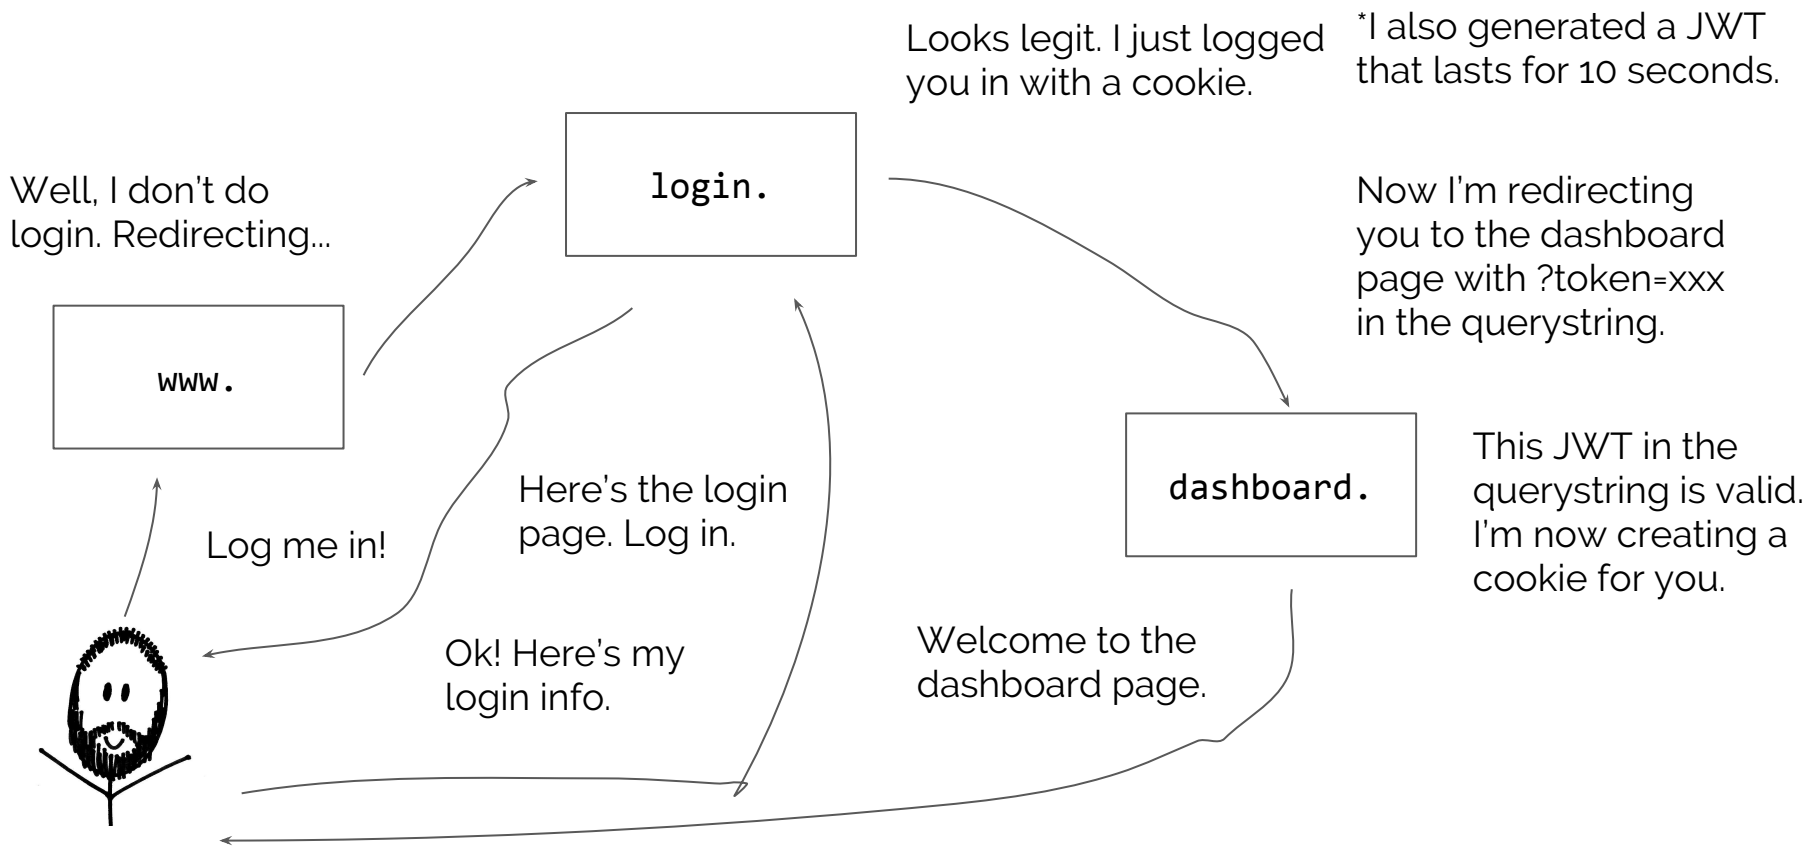 Looks legit. I just logged
you in with a cookie.
*I also generated a JWT
that lasts for 10 seconds.
login.
Well, I don't do
login. Redirecting...
Now I'm redirecting
you to the dashboard
page with ?token=xxx
in the querystring.
www.
Here's the login
page. Log in.
dashboard.
This JWT in the
querystring is valid.
I'm now creating a
cookie for you.
Log me in!
Ok! Here's my
login info.
Welcome to the
dashboard page.